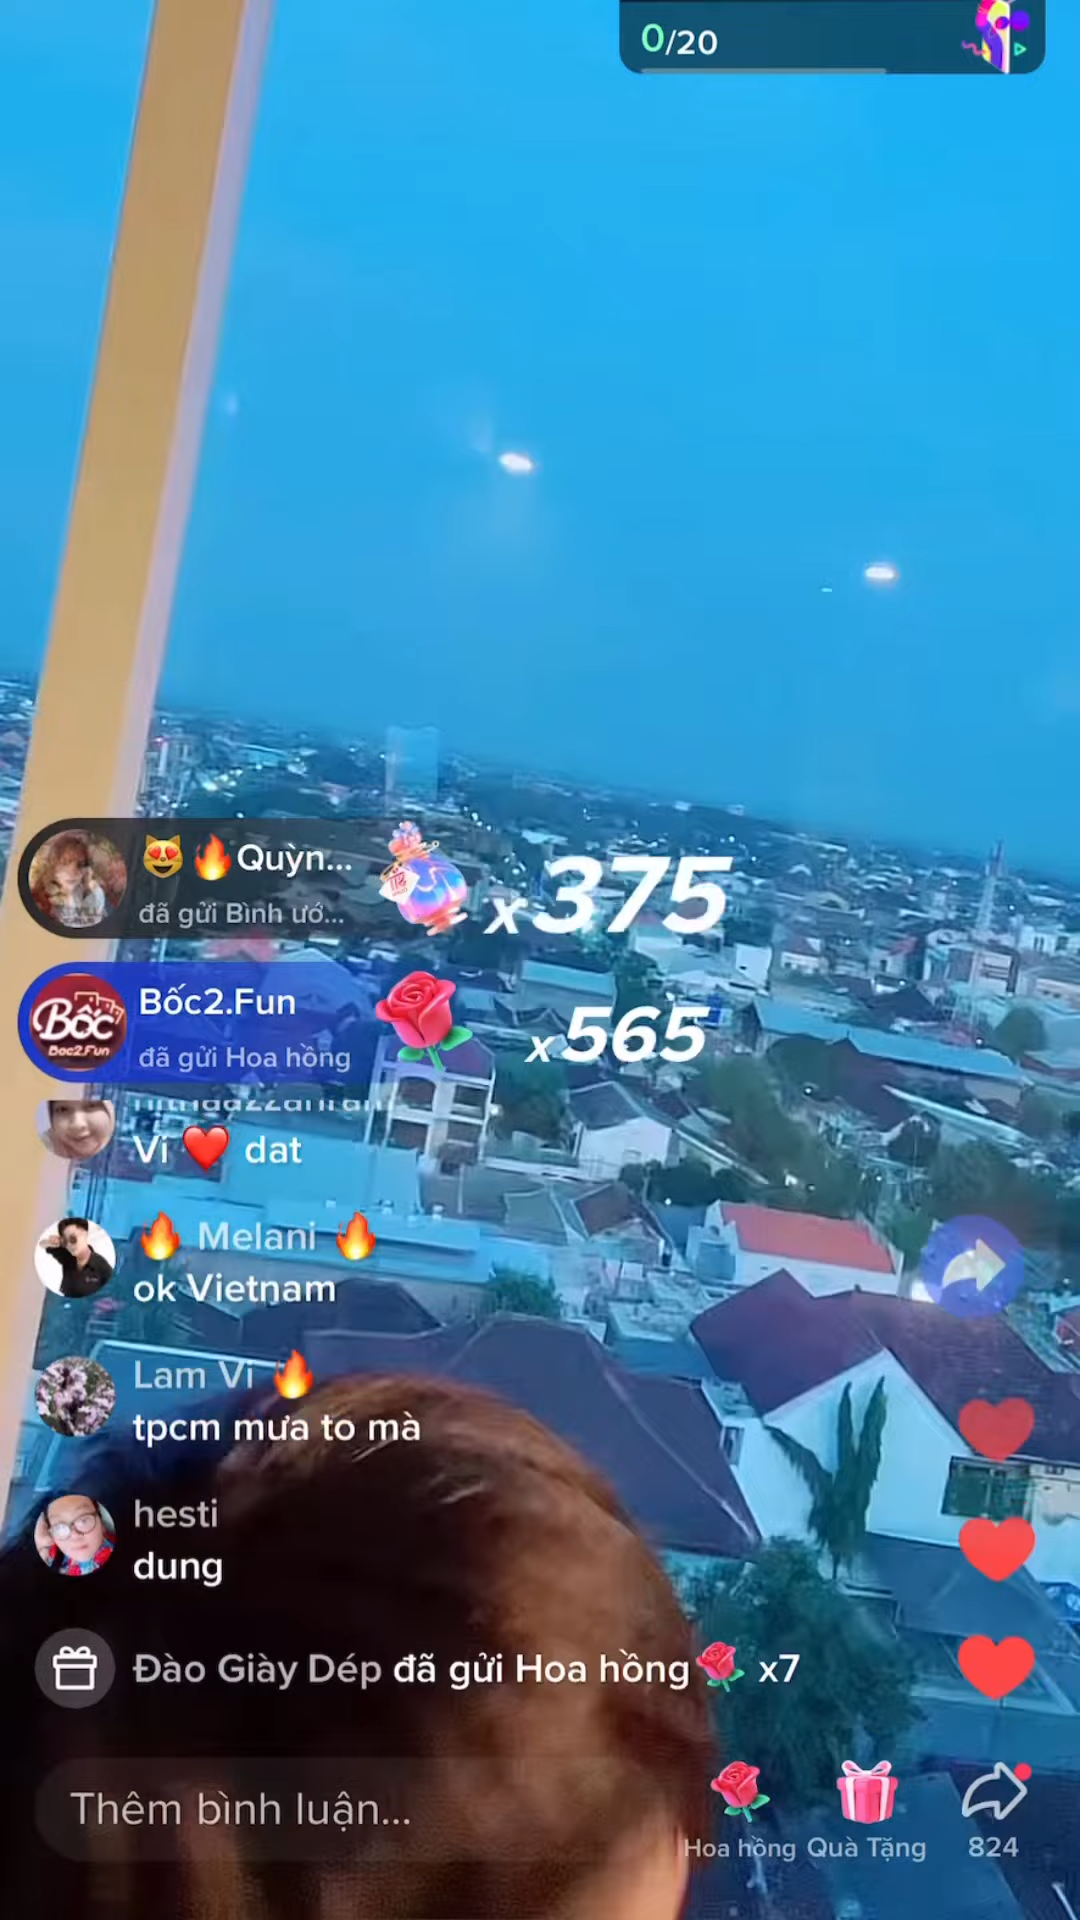 0/20
😻🔥Quỳn...
đã gửi Bình ướ...
x375
Bốc
Boc2.Fun
Bốc2.Fun
đã gửi Hoa hồng
x565
Vi ❤️ dat
🔥 Melani 🔥
ok Vietnam
Lam Vi 🔥
tpcm mưa to mà
hesti
dung
Đào Giày Dép đã gửi Hoa hồng🌹 x7
Thêm bình luận...
Hoa hồng
Quà Tặng
824